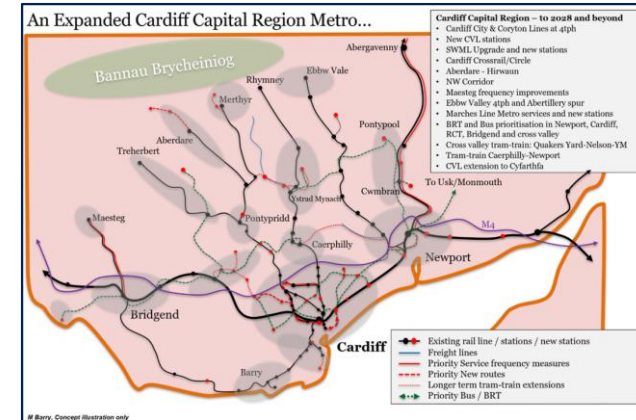 An Expanded Cardiff Capital Region Metro...
Cardiff Capital Region – to 2028 and beyond
• Cardiff City & Coryton Lines at 4tph
• New CVL stations
• SWML Upgrade and new stations
• Cardiff Crossrail/Circle
• Aberdare - Hirwaun
• NW Corridor
• Maesteg frequency improvements
• Ebbw Valley 4tph and Abertillery spur
• Marches Line Metro services and new stations
• BRT and Bus prioritisation in Newport, Cardiff,
RCT, Bridgend and cross valley
• Cross valley tram-train: Quakers Yard-Nelson-YM
• Tram-train Caerphilly-Newport
• CVL extension to Cyfarthfa
Abergavenny
Bannau Brycheiniog
Rhymney
Ebbw Vale
Merthyr
Pontypool
Aberdare
Treherbert
Cwmbran
To Usk/Monmouth
Ystrad Mynach
Maesteg
Pontypridd
M4
Caerphilly
Newport
Bridgend
Cardiff
Barry
Existing rail line / stations / new stations
Freight lines
Priority Service frequency measures
Priority New routes
Longer term tram-train extensions
Priority Bus / BRT
M Barry, Concept illustration only